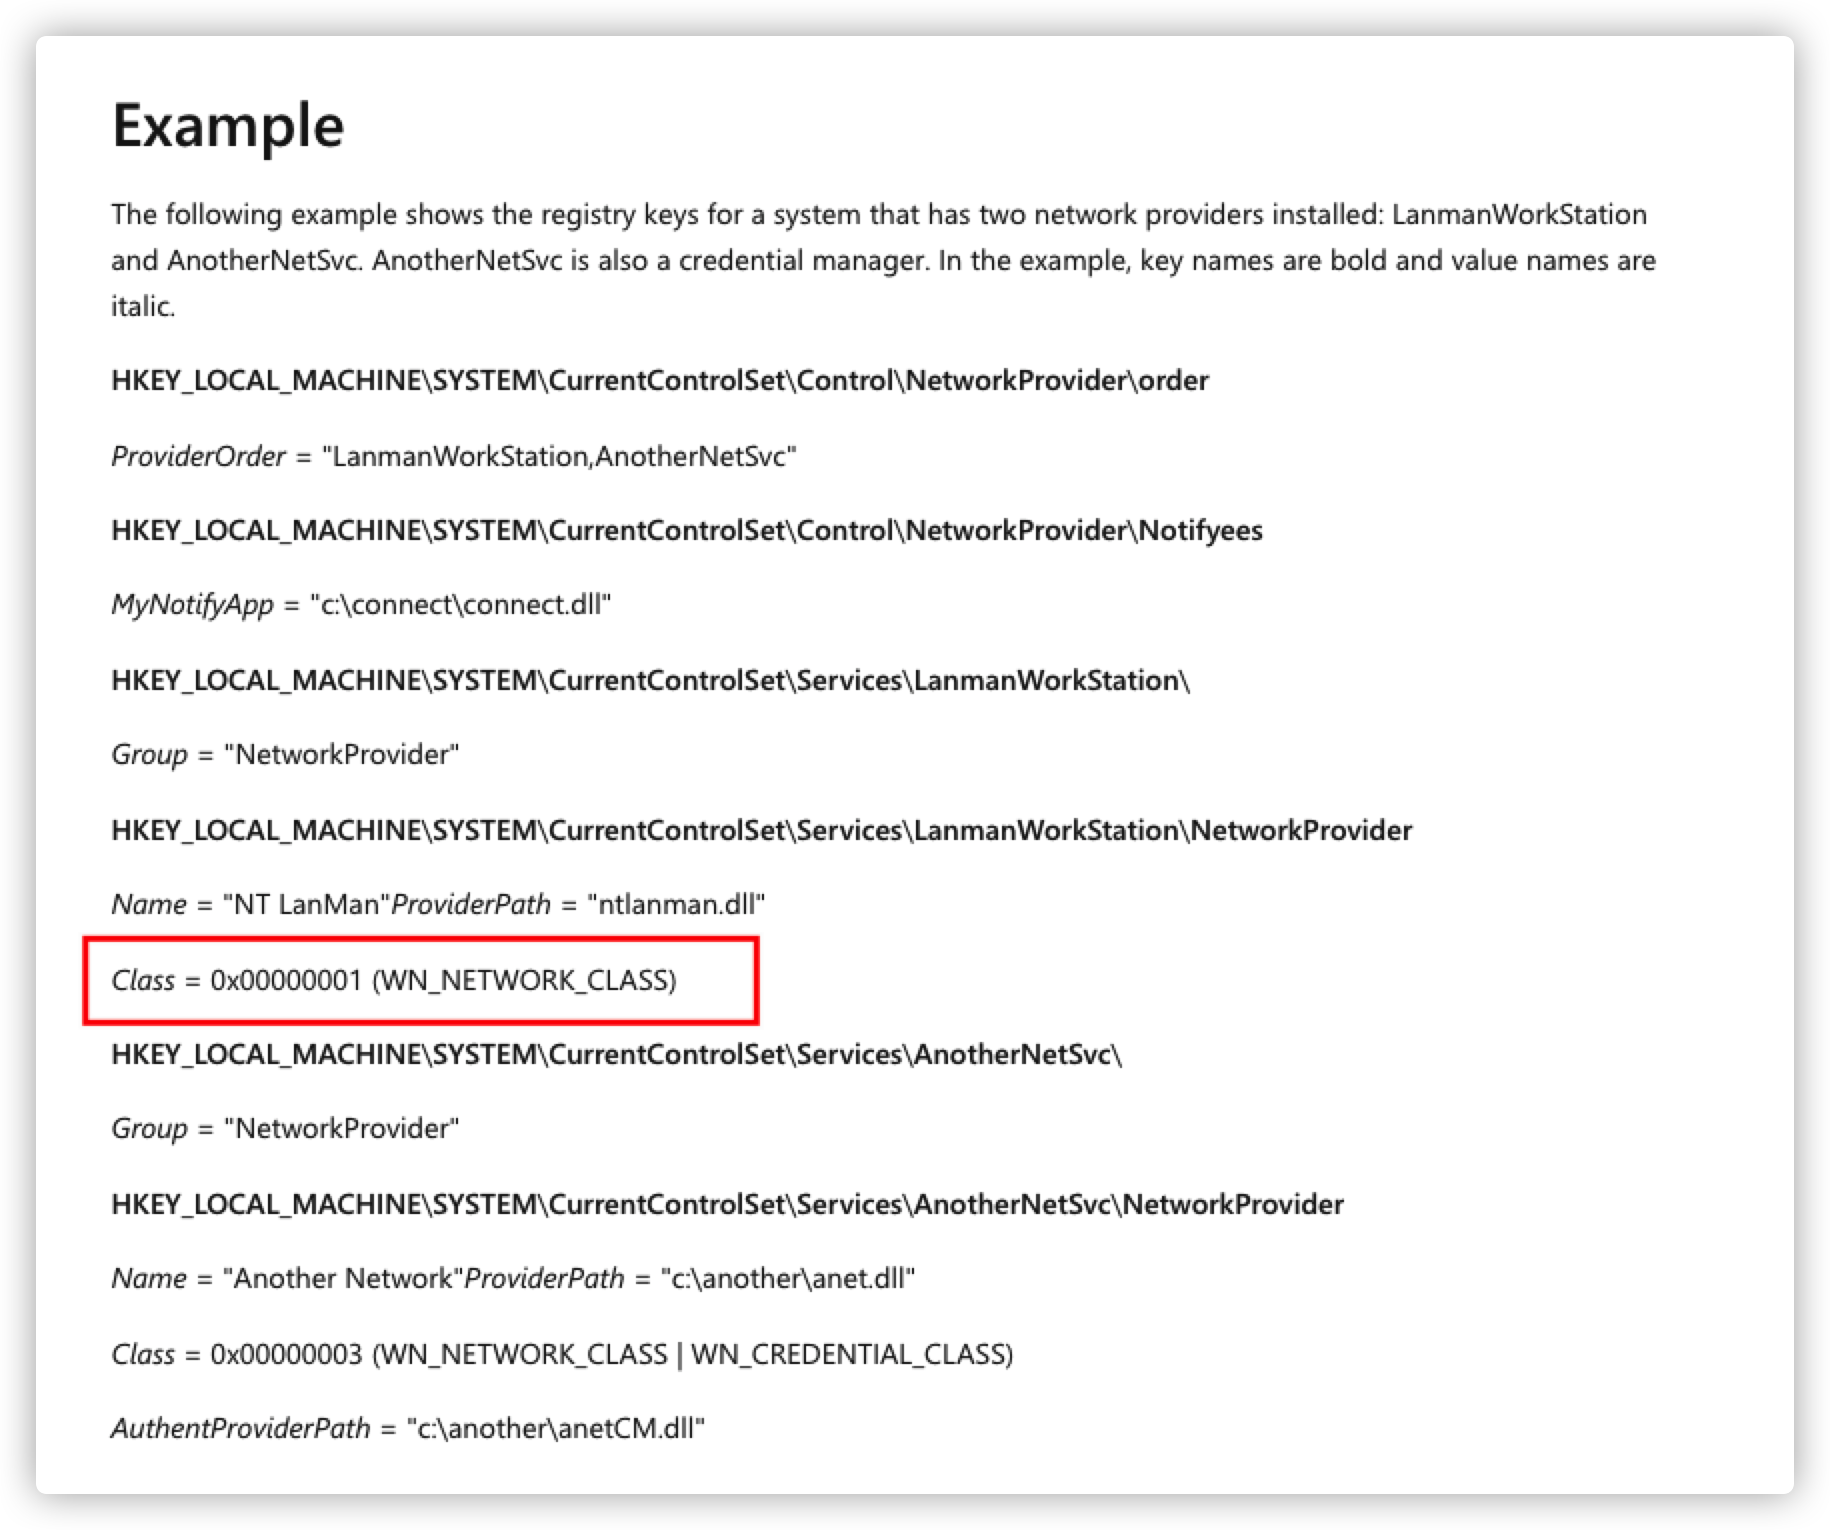 Example
The following example shows the registry keys for a system that has two network providers installed: LanmanWorkStation
and AnotherNetSvc. AnotherNetSvc is also a credential manager. In the example, key names are bold and value names are
italic.
HKEY_LOCAL_MACHINE\SYSTEM\CurrentControlSet\Control\NetworkProvider\order
ProviderOrder = "LanmanWorkStation,AnotherNetSvc"
HKEY_LOCAL_MACHINE\SYSTEM\CurrentControlSet\Control\NetworkProvider\Notifyees
MyNotifyApp = "c:\connect\connect.dll"
HKEY_LOCAL_MACHINE\SYSTEM\CurrentControlSet\Services\LanmanWorkStation\
Group = "NetworkProvider"
HKEY_LOCAL_MACHINE\SYSTEM\CurrentControlSet\Services\LanmanWorkStation\NetworkProvider
Name = "NT LanMan"ProviderPath = "ntlanman.dll"
Class = 0x00000001 (WN_NETWORK_CLASS)
HKEY_LOCAL_MACHINE\SYSTEM\CurrentControlSet\Services\AnotherNetSvc\
Group = "NetworkProvider"
HKEY_LOCAL_MACHINE\SYSTEM\CurrentControlSet\Services\AnotherNetSvc\NetworkProvider
Name = "Another Network"ProviderPath = "c:\another\anet.dll"
Class = 0x00000003 (WN_NETWORK_CLASS | WN_CREDENTIAL_CLASS)
AuthentProviderPath = "c:\another\anetCM.dll"